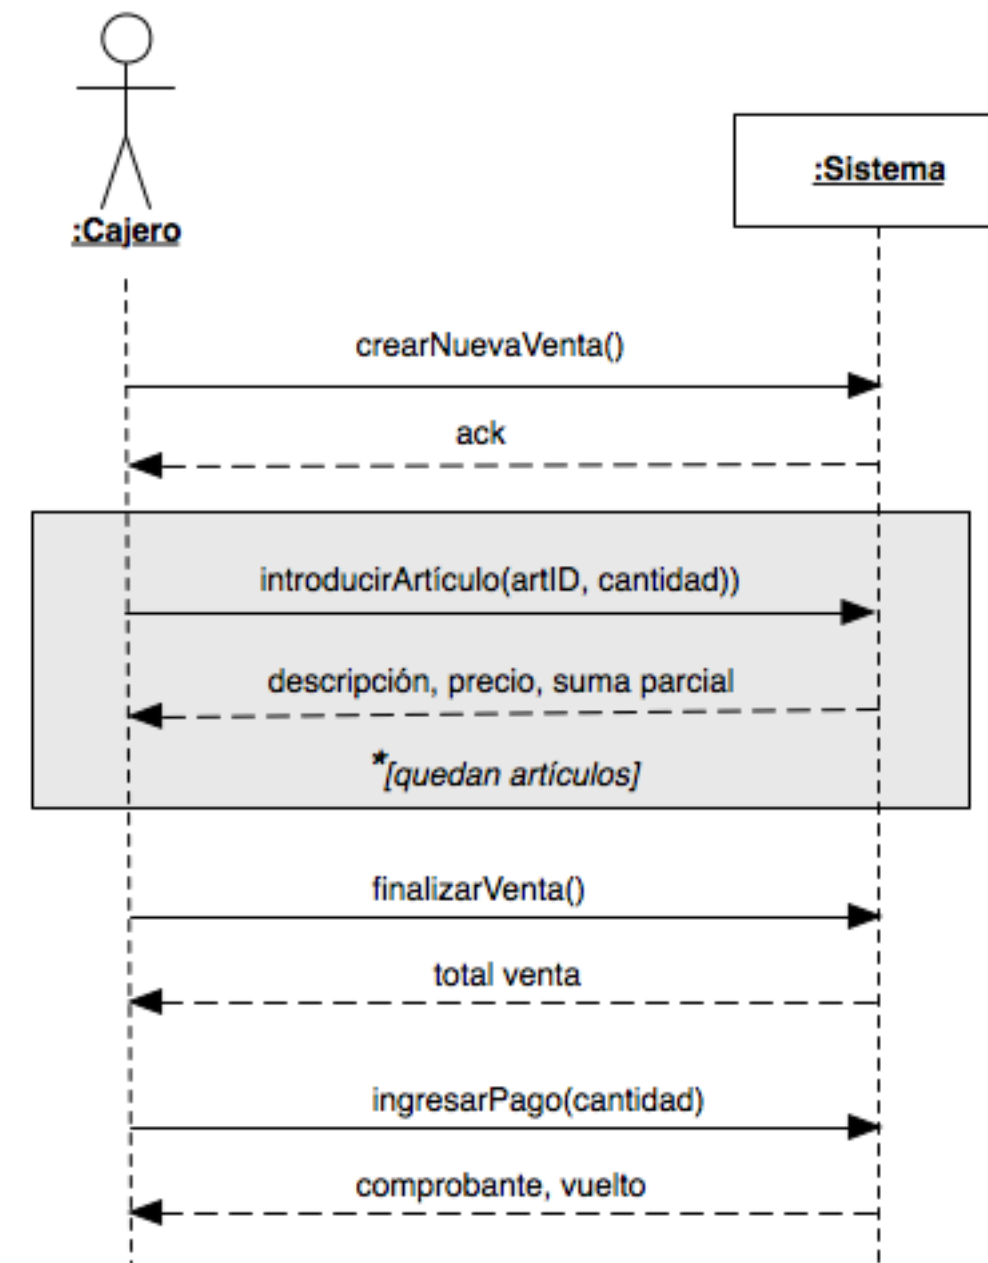 :Sistema
:Cajero
crearNuevaVenta()
ack
introducirArtículo(artID, cantidad))
descripción, precio, suma parcial
*[quedan artículos]
finalizarVenta()
total venta
ingresarPago(cantidad)
comprobante, vuelto